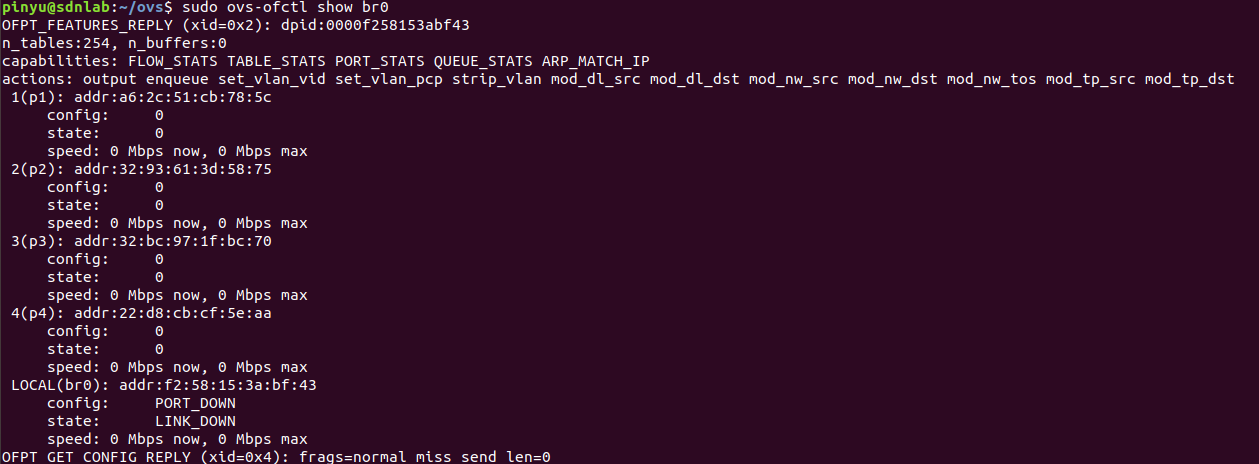 pinyu@sdnlab:~/ovs$ sudo ovs-ofctl show br0
OFPT_FEATURES_REPLY (xid=0x2): dpid:0000f258153abf43
n_tables:254, n_buffers:0
capabilities: FLOW_STATS TABLE_STATS PORT_STATS QUEUE_STATS ARP_MATCH_IP
actions: output enqueue set_vlan_vid set_vlan_pcp strip_vlan mod_dl_src mod_dl_dst mod_nw_src mod_nw_dst mod_nw_tos mod_tp_src mod_tp_dst
 1(p1): addr:a6:2c:51:cb:78:5c
     config:     0
     state:      0
     speed: 0 Mbps now, 0 Mbps max
 2(p2): addr:32:93:61:3d:58:75
     config:     0
     state:      0
     speed: 0 Mbps now, 0 Mbps max
 3(p3): addr:32:bc:97:1f:bc:70
     config:     0
     state:      0
     speed: 0 Mbps now, 0 Mbps max
 4(p4): addr:22:d8:cb:cf:5e:aa
     config:     0
     state:      0
     speed: 0 Mbps now, 0 Mbps max
 LOCAL(br0): addr:f2:58:15:3a:bf:43
     config:     PORT_DOWN
     state:      LINK_DOWN
     speed: 0 Mbps now, 0 Mbps max
OFPT_GET_CONFIG_REPLY (xid=0x4): frags=normal miss_send_len=0